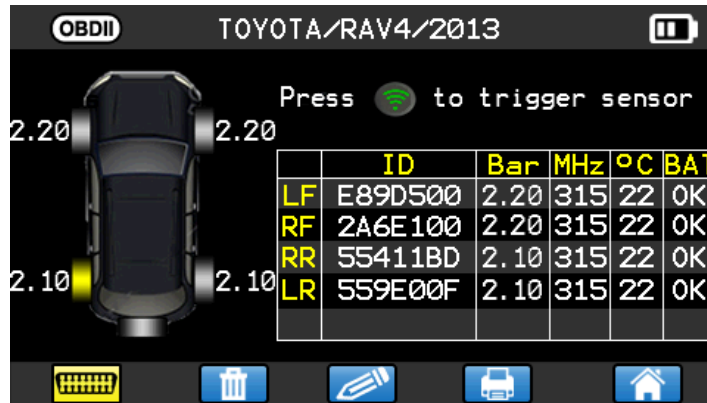 OBDII TOYOTA/RAV4/2013
Press to trigger sensor
2.20 2.20
ID Bar MHz ºC BAT
LF E89D500 2.20 315 22 OK
RF 2A6E100 2.20 315 22 OK
RR 55411BD 2.10 315 22 OK
2.10 2.10
LR 559E00F 2.10 315 22 OK